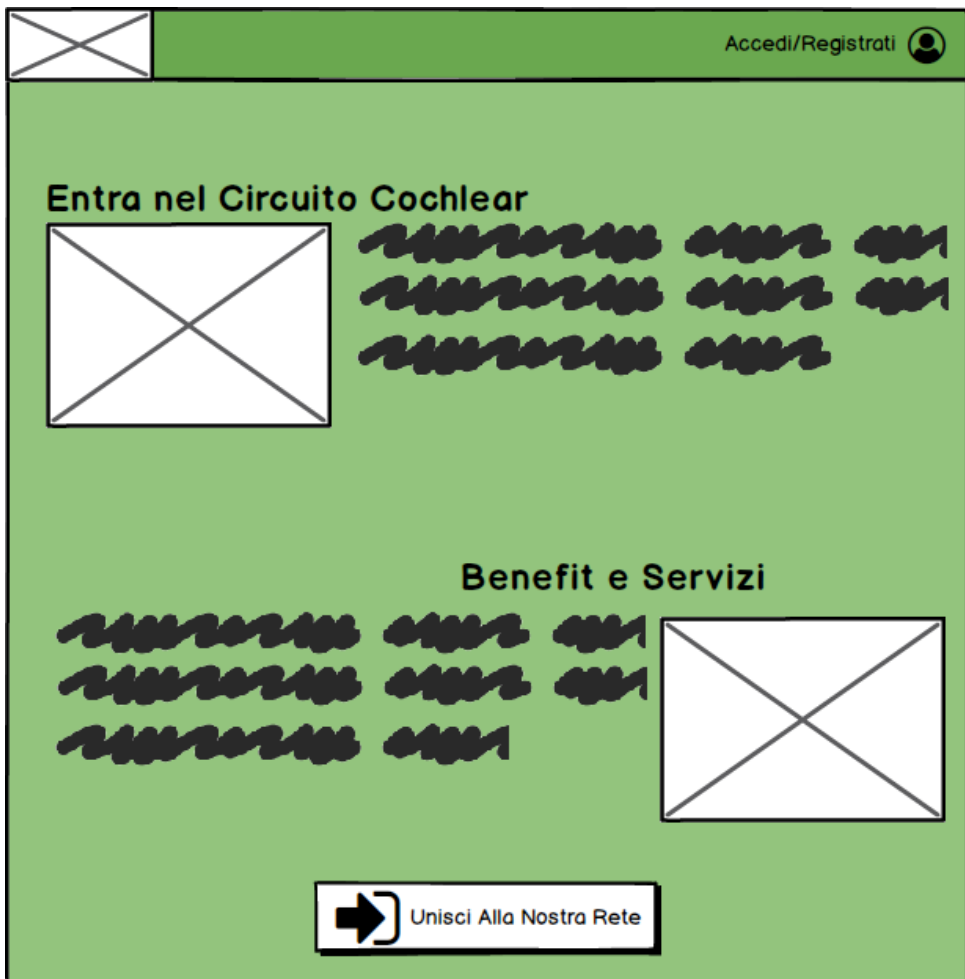 Accedi/Registrati
Entra nel Circuito Cochlear
Benefit e Servizi
Unisci Alla Nostra Rete